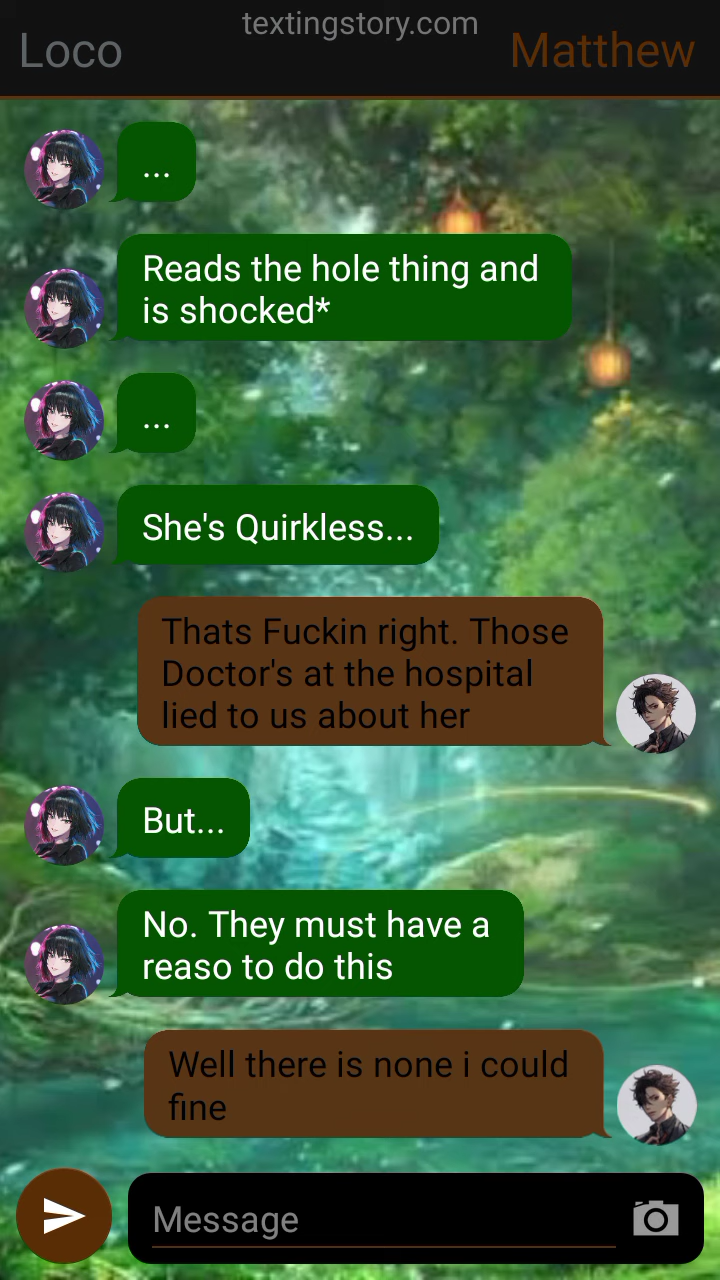 textingstory.com
Loco
Matthew
...
Reads the hole thing and
is shocked*
...
She's Quirkless...
Thats Fuckin right. Those
Doctor's at the hospital
lied to us about her
But...
No. They must have a
reaso to do this
Well there is none i could
fine
Message